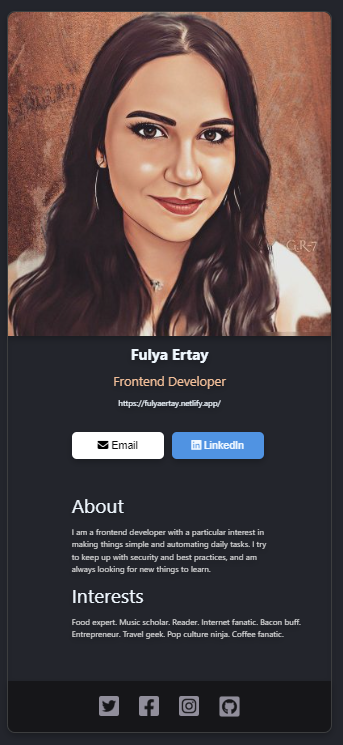 G.R-7
Fulya Ertay
Frontend Developer
https://fulyaertay.netlify.app/
Email
LinkedIn
About
I am a frontend developer with a particular interest in
making things simple and automating daily tasks. I try
to keep up with security and best practices, and am
always looking for new things to learn.
Interests
Food expert. Music scholar. Reader. Internet fanatic. Bacon buff.
Entrepreneur. Travel geek. Pop culture ninja. Coffee fanatic.